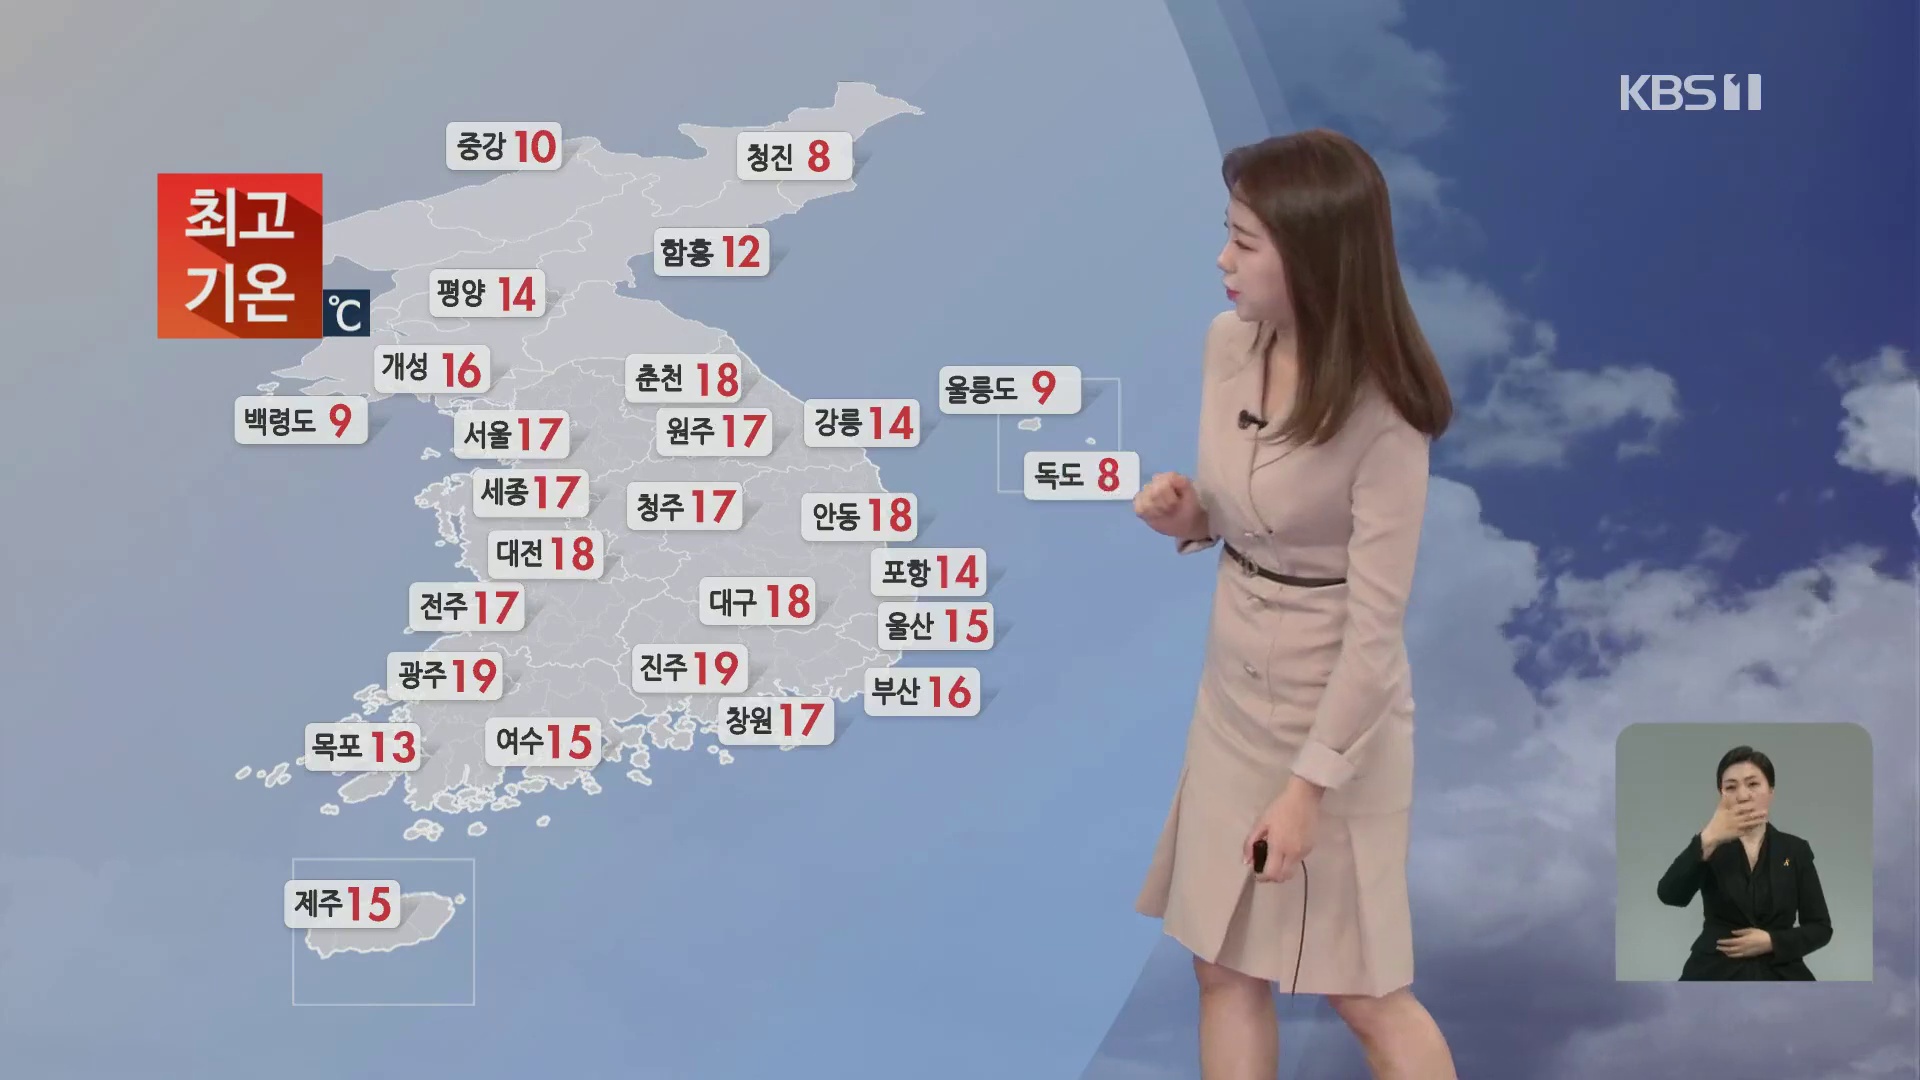 KBS 1
최고
기온
℃
중강 10
청진 8
함흥 12
평양 14
개성 16
춘천 18
울릉도 9
백령도 9
서울 17
원주 17
강릉 14
독도 8
세종 17
청주 17
안동 18
대전 18
포항 14
전주 17
대구 18
울산 15
광주 19
진주 19
부산 16
목포 13
여수 15
창원 17
제주 15